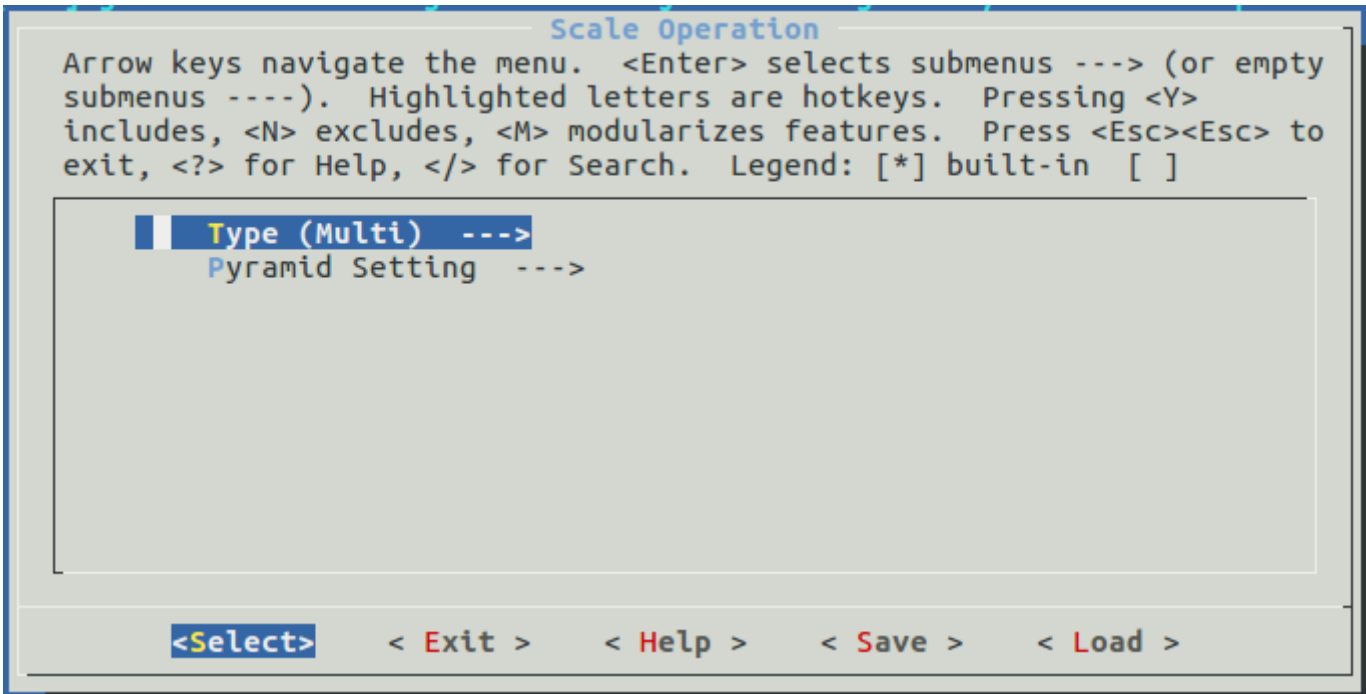 Scale Operation
Arrow keys navigate the menu.  <Enter> selects submenus ---> (or empty
submenus ----).  Highlighted letters are hotkeys.  Pressing <Y>
includes, <N> excludes, <M> modularizes features.  Press <Esc><Esc> to
exit, <?> for Help, </> for Search.  Legend: [*] built-in  [ ]
Type (Multi)  --->
Pyramid Setting  --->
<Select>    < Exit >    < Help >    < Save >    < Load >